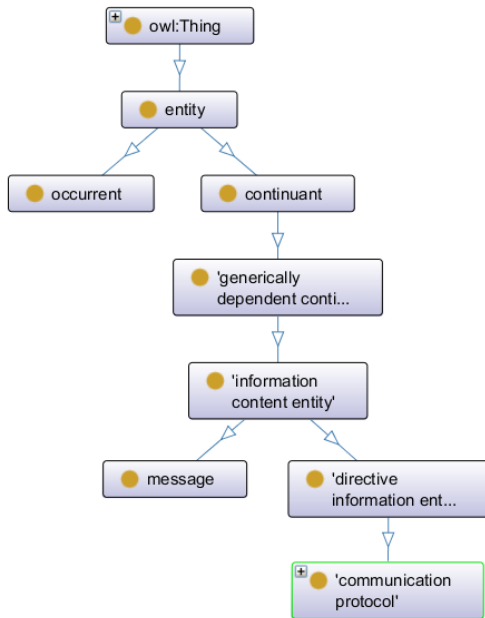 owl:Thing
entity
occurrent
continuant
'generically
dependent conti...
'information
content entity'
message
'directive
information ent...
'communication
protocol'